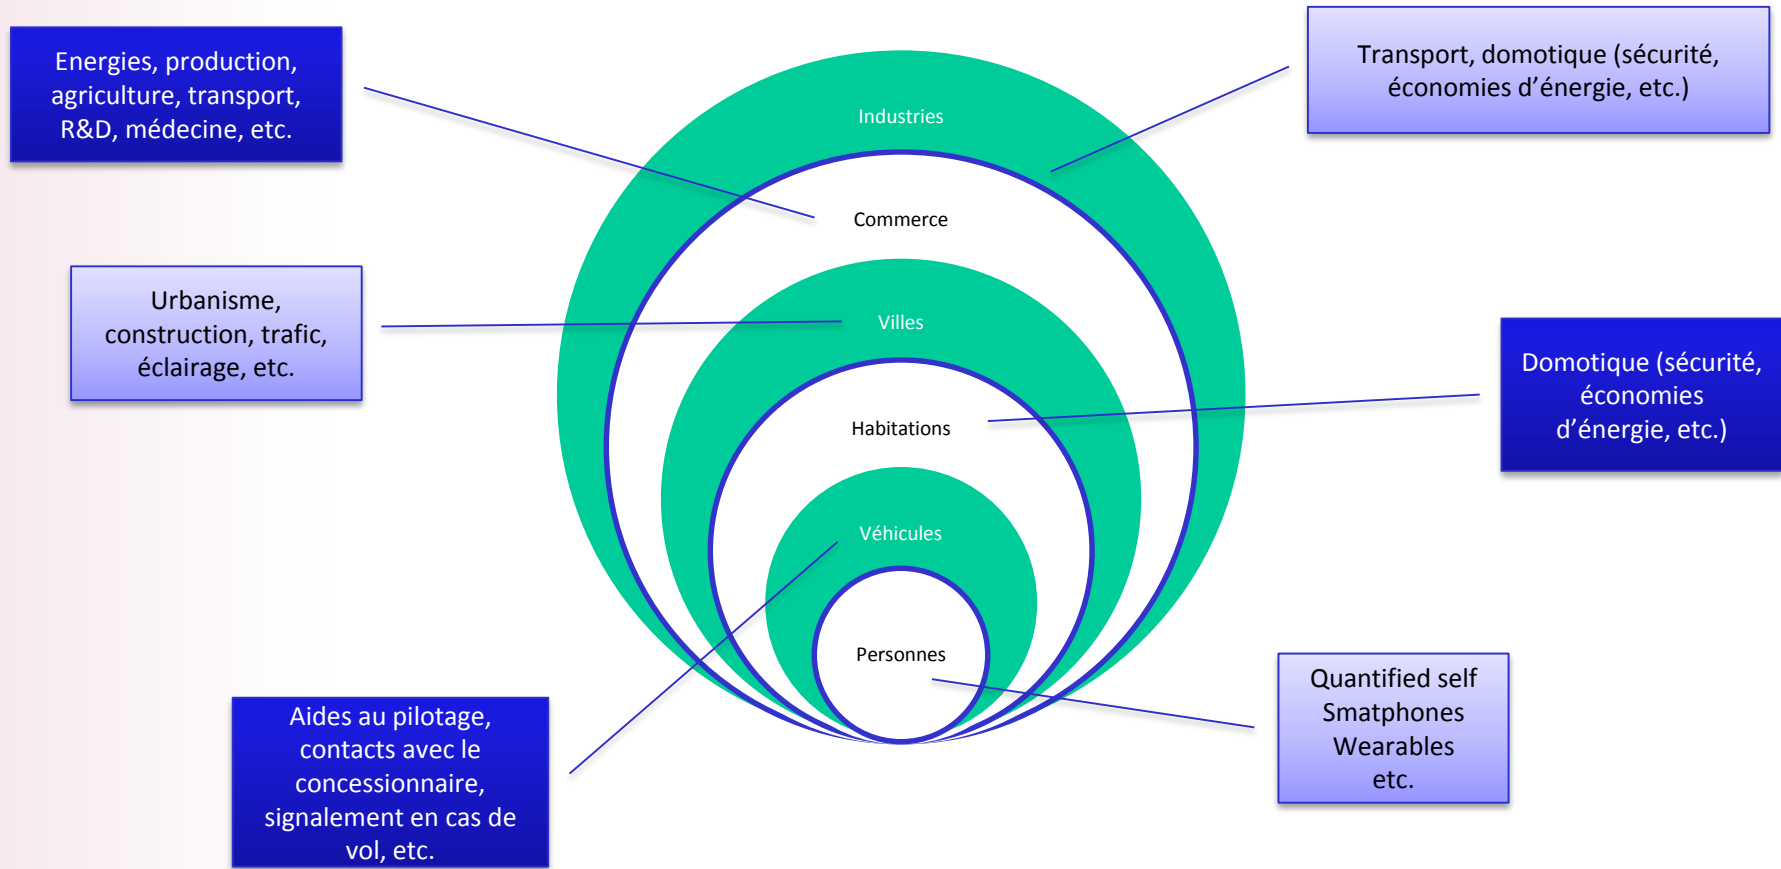 Energies, production,
agriculture, transport,
R&D, médecine, etc.
Transport, domotique (sécurité,
économies d’énergie, etc.)
Industries
Commerce
Urbanisme,
construction, trafic,
éclairage, etc.
Villes
Domotique (sécurité,
économies
d’énergie, etc.)
Habitations
Véhicules
Personnes
Aides au pilotage,
contacts avec le
concessionnaire,
signalement en cas de
vol, etc.
Quantified self
Smatphones
Wearables
etc.